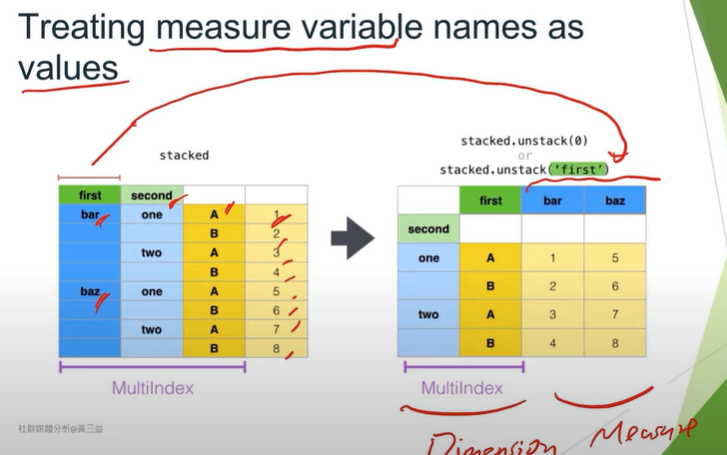 Treating measure variable names as
values
stacked
stacked.unstack(0)
or
stacked.unstack('first')
first second
bar one A 1
B 2
two A 3
B 4
baz one A 5
B 6
two A 7
B 8
MultiIndex
first bar baz
second
one A 1 5
B 2 6
two A 3 7
B 4 8
MultiIndex
Dimension Measure
社群媒體分析@黃三益